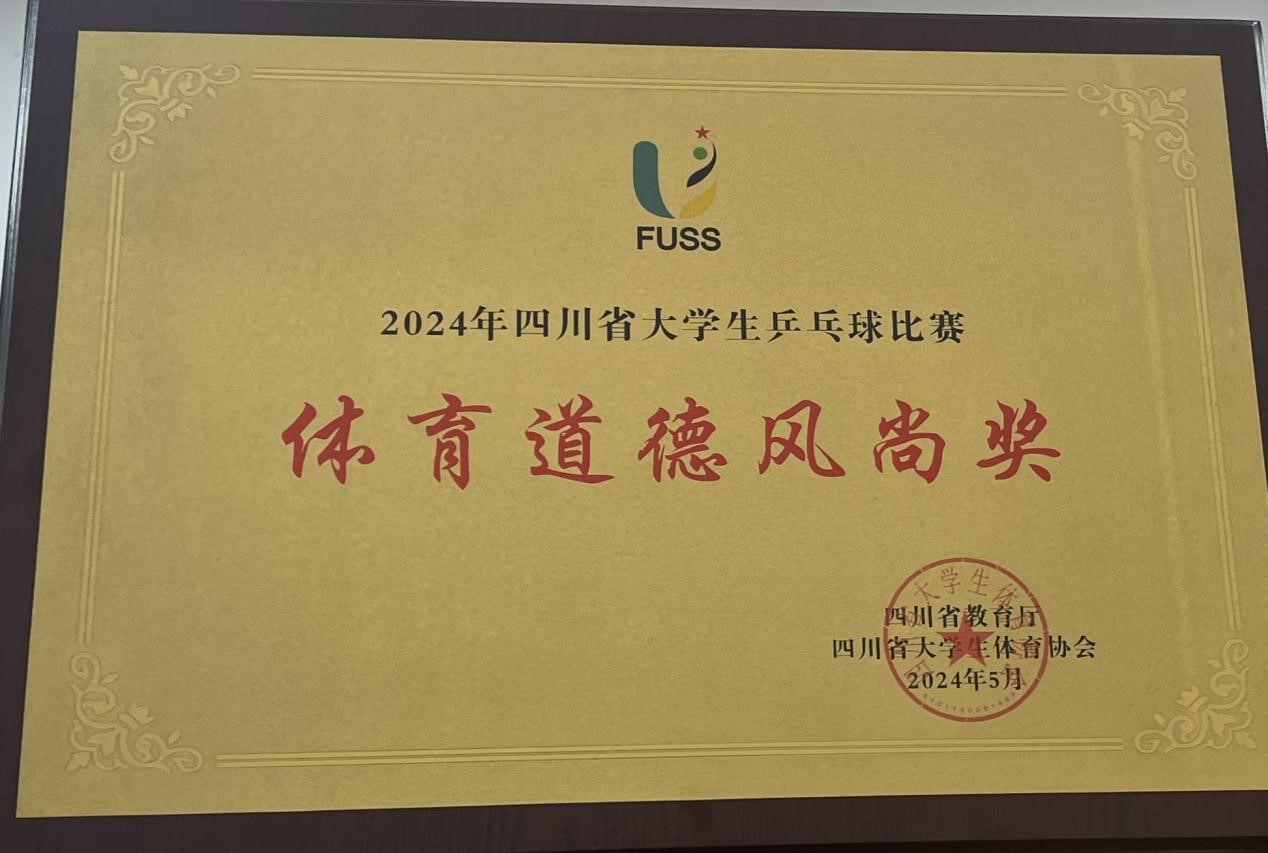 FUSS
2024年四川省大学生乒乓球比赛
体育道德风尚奖
四川省教育厅
四川省大学生体育协会
2024年5月